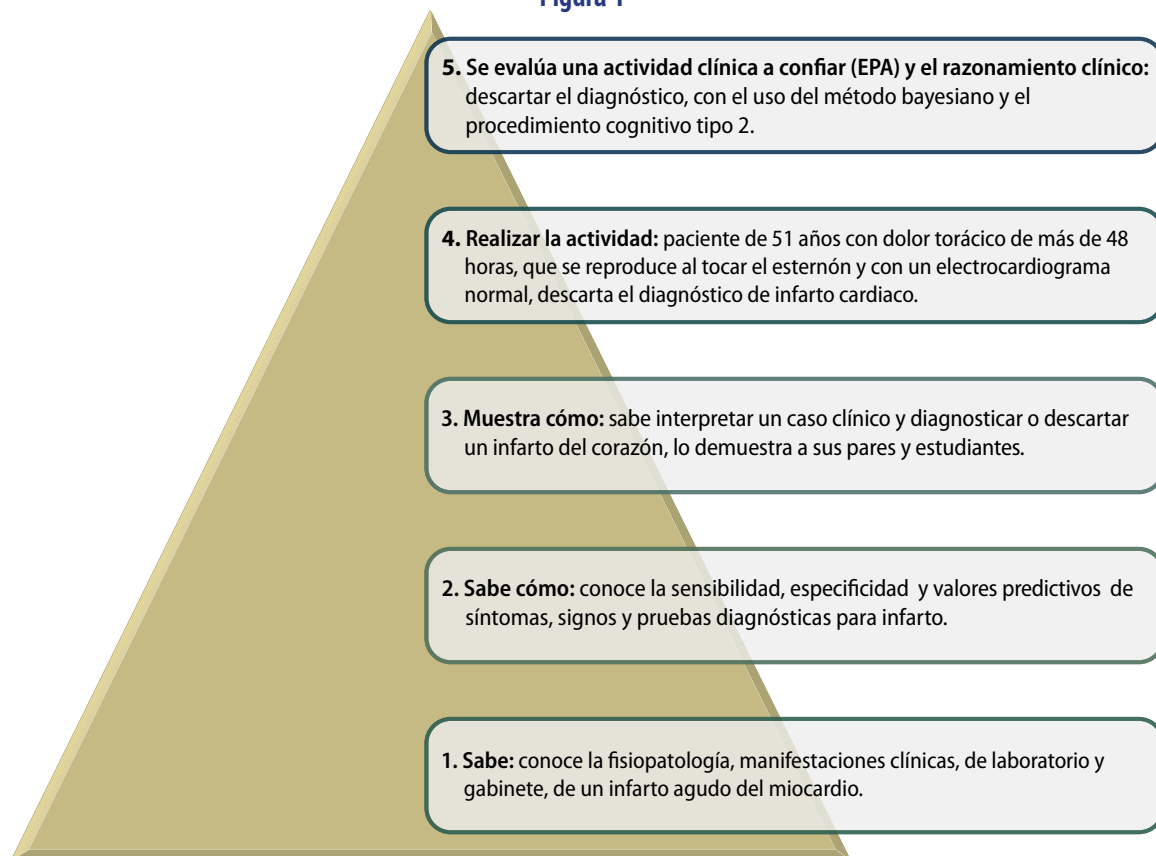 Figura 1
5. Se evalúa una actividad clínica a confiar (EPA) y el razonamiento clínico:
descartar el diagnóstico, con el uso del método bayesiano y el
procedimiento cognitivo tipo 2.
4. Realizar la actividad: paciente de 51 años con dolor torácico de más de 48
horas, que se reproduce al tocar el esternón y con un electrocardiograma
normal, descarta el diagnóstico de infarto cardiaco.
3. Muestra cómo: sabe interpretar un caso clínico y diagnosticar o descartar
un infarto del corazón, lo demuestra a sus pares y estudiantes.
2. Sabe cómo: conoce la sensibilidad, especificidad y valores predictivos de
síntomas, signos y pruebas diagnósticas para infarto.
1. Sabe: conoce la fisiopatología, manifestaciones clínicas, de laboratorio y
gabinete, de un infarto agudo del miocardio.